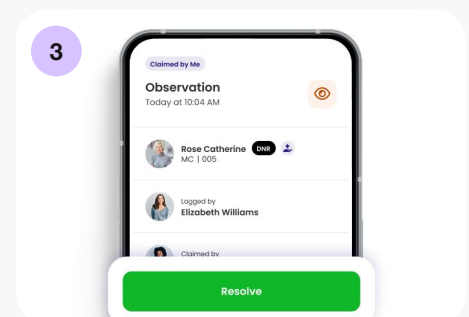 3
Claimed by Me
Observation
Today at 10:04 AM
Rose Catherine DNR
MC | 005
Logged by
Elizabeth Williams
Claimed by
Resolve